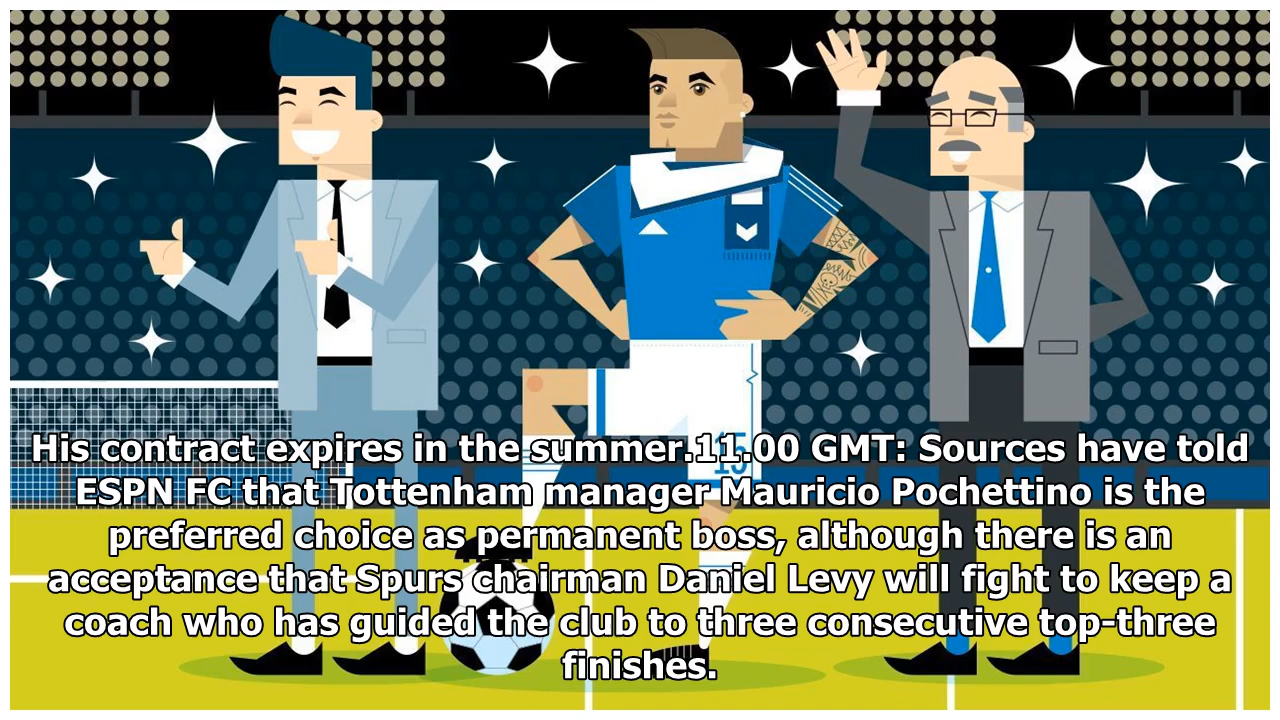 His contract expires in the summer.11.00 GMT: Sources have told
ESPN FC that Tottenham manager Mauricio Pochettino is the
preferred choice as permanent boss, although there is an
acceptance that Spurs chairman Daniel Levy will fight to keep a
coach who has guided the club to three consecutive top-three
finishes.
15